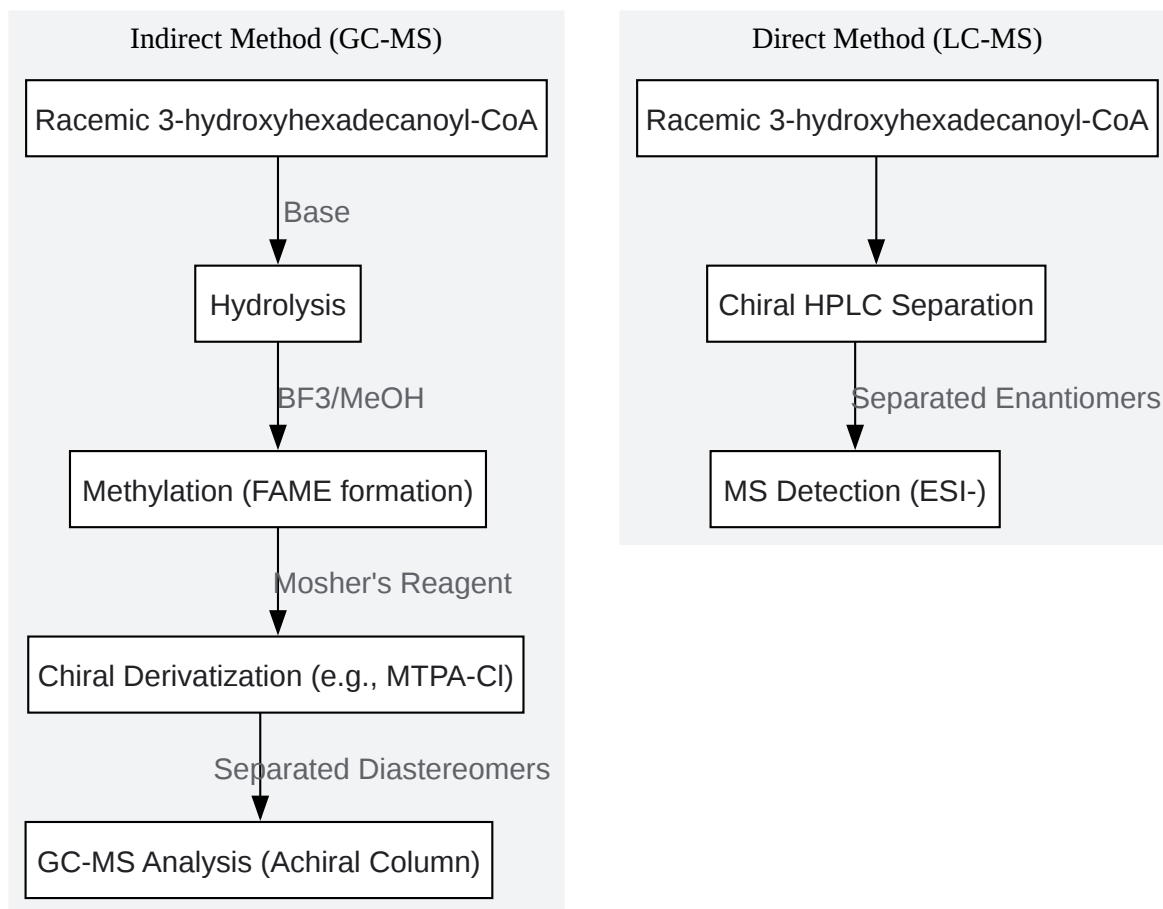 Indirect Method (GC-MS)
Racemic 3-hydroxyhexadecanoyl-CoA
Base
Hydrolysis
BF3/MeOH
Methylation (FAME formation)
Mosher's Reagent
Chiral Derivatization (e.g., MTPA-Cl)
Separated Diastereomers
GC-MS Analysis (Achiral Column)
Direct Method (LC-MS)
Racemic 3-hydroxyhexadecanoyl-CoA
Chiral HPLC Separation
Separated Enantiomers
MS Detection (ESI-)